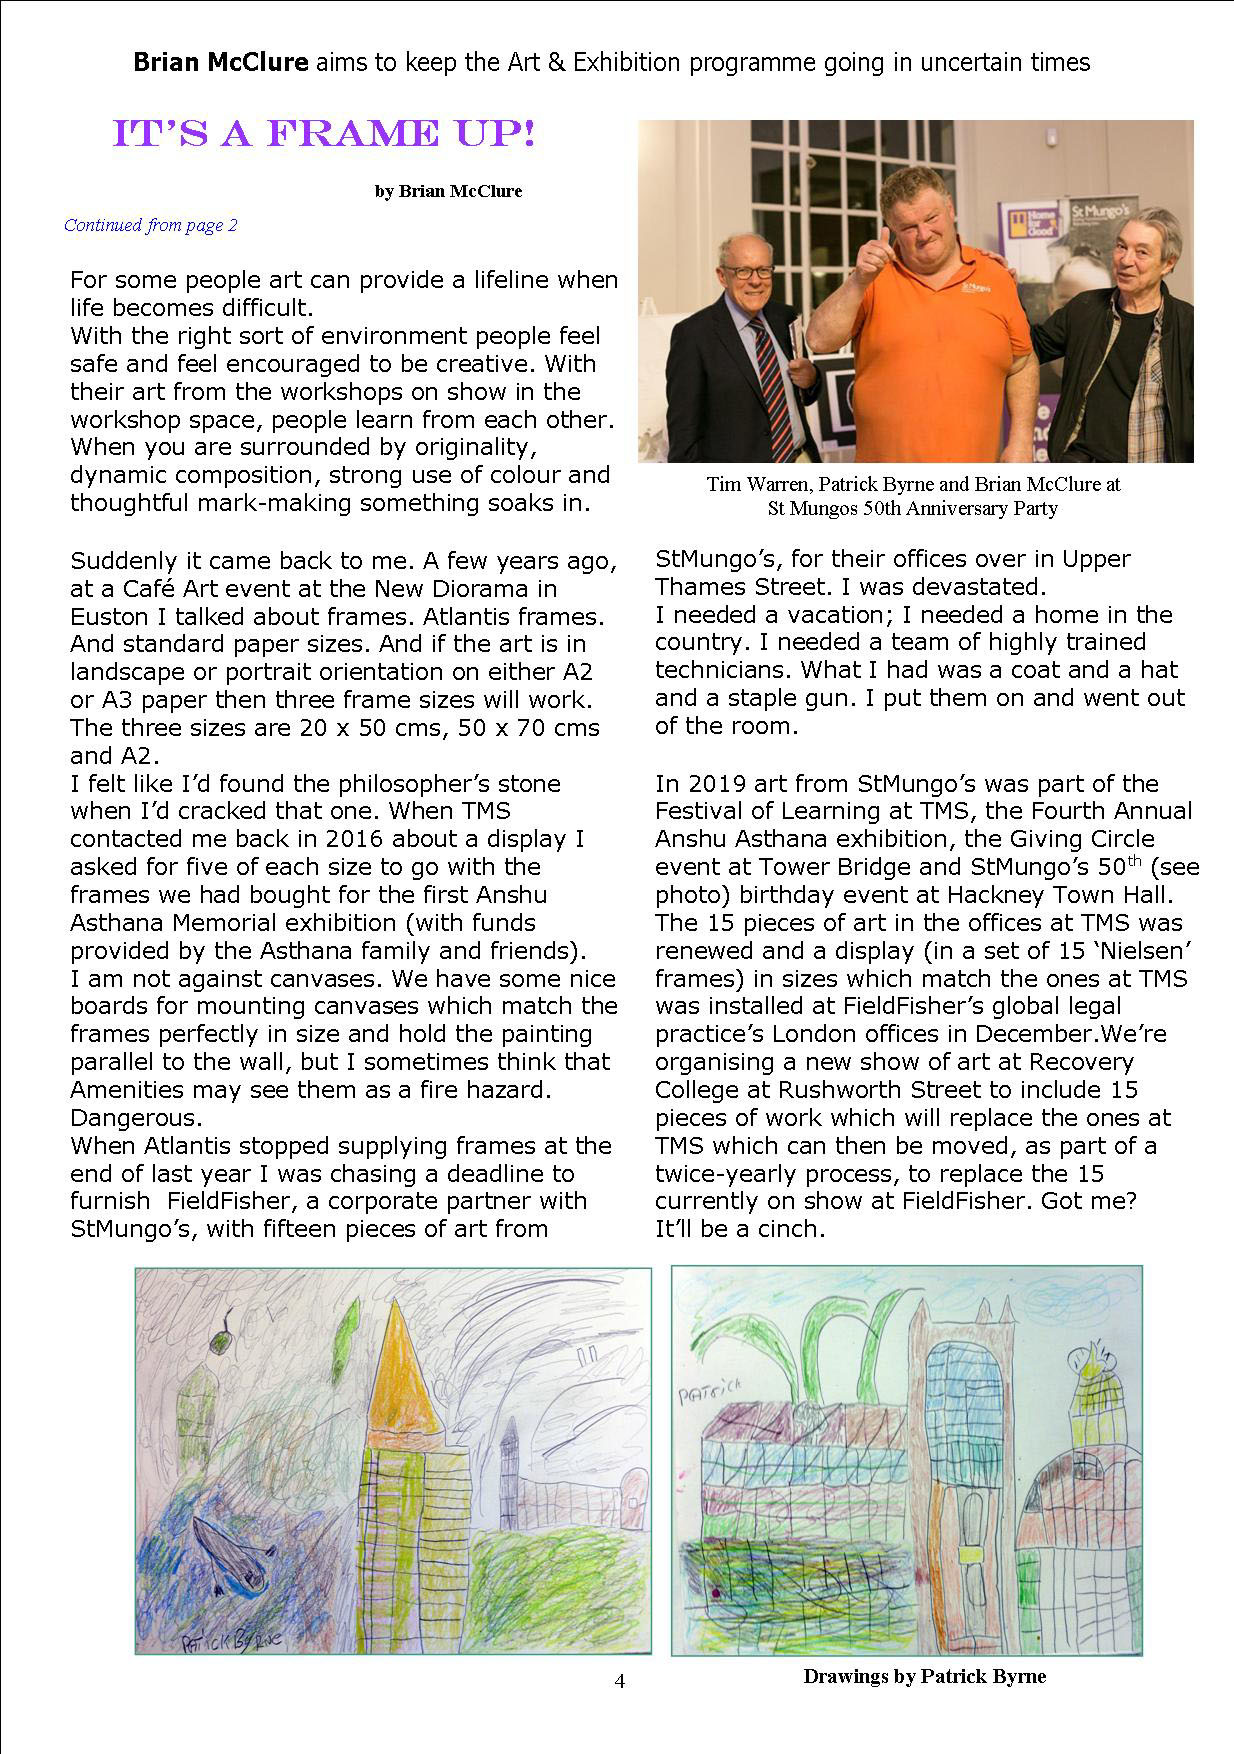 Brian McClure aims to keep the Art & Exhibition programme going in uncertain times
IT'S A FRAME UP!
by Brian McClure
Continued from page 2
For some people art can provide a lifeline when
life becomes difficult.
With the right sort of environment people feel
safe and feel encouraged to be creative. With
their art from the workshops on show in the
workshop space, people learn from each other.
When you are surrounded by originality,
dynamic composition, strong use of colour and
thoughtful mark-making something soaks in.
Suddenly it came back to me. A few years ago,
at a Café Art event at the New Diorama in
Euston I talked about frames. Atlantis frames.
And standard paper sizes. And if the art is in
landscape or portrait orientation on either A2
or A3 paper then three frame sizes will work.
The three sizes are 20 x 50 cms, 50 x 70 cms
and A2.
I felt like I'd found the philosopher's stone
when I'd cracked that one. When TMS
contacted me back in 2016 about a display I
asked for five of each size to go with the
frames we had bought for the first Anshu
Asthana Memorial exhibition (with funds
provided by the Asthana family and friends).
I am not against canvases. We have some nice
boards for mounting canvases which match the
frames perfectly in size and hold the painting
parallel to the wall, but I sometimes think that
Amenities may see them as a fire hazard.
Dangerous.
When Atlantis stopped supplying frames at the
end of last year I was chasing a deadline to
furnish  FieldFisher, a corporate partner with
StMungo's, with fifteen pieces of art from
Home
for
Good
St Mungo's
St Mungo's
Tim Warren, Patrick Byrne and Brian McClure at
St Mungos 50th Anniversary Party
StMungo's, for their offices over in Upper
Thames Street. I was devastated.
I needed a vacation; I needed a home in the
country. I needed a team of highly trained
technicians. What I had was a coat and a hat
and a staple gun. I put them on and went out
of the room.
In 2019 art from StMungo's was part of the
Festival of Learning at TMS, the Fourth Annual
Anshu Asthana exhibition, the Giving Circle
event at Tower Bridge and StMungo's 50th (see
photo) birthday event at Hackney Town Hall.
The 15 pieces of art in the offices at TMS was
renewed and a display (in a set of 15 'Nielsen'
frames) in sizes which match the ones at TMS
was installed at FieldFisher's global legal
practice's London offices in December.We're
organising a new show of art at Recovery
College at Rushworth Street to include 15
pieces of work which will replace the ones at
TMS which can then be moved, as part of a
twice-yearly process, to replace the 15
currently on show at FieldFisher. Got me?
It'll be a cinch.
PATRICK BYRNE
PATRICK
4
Drawings by Patrick Byrne